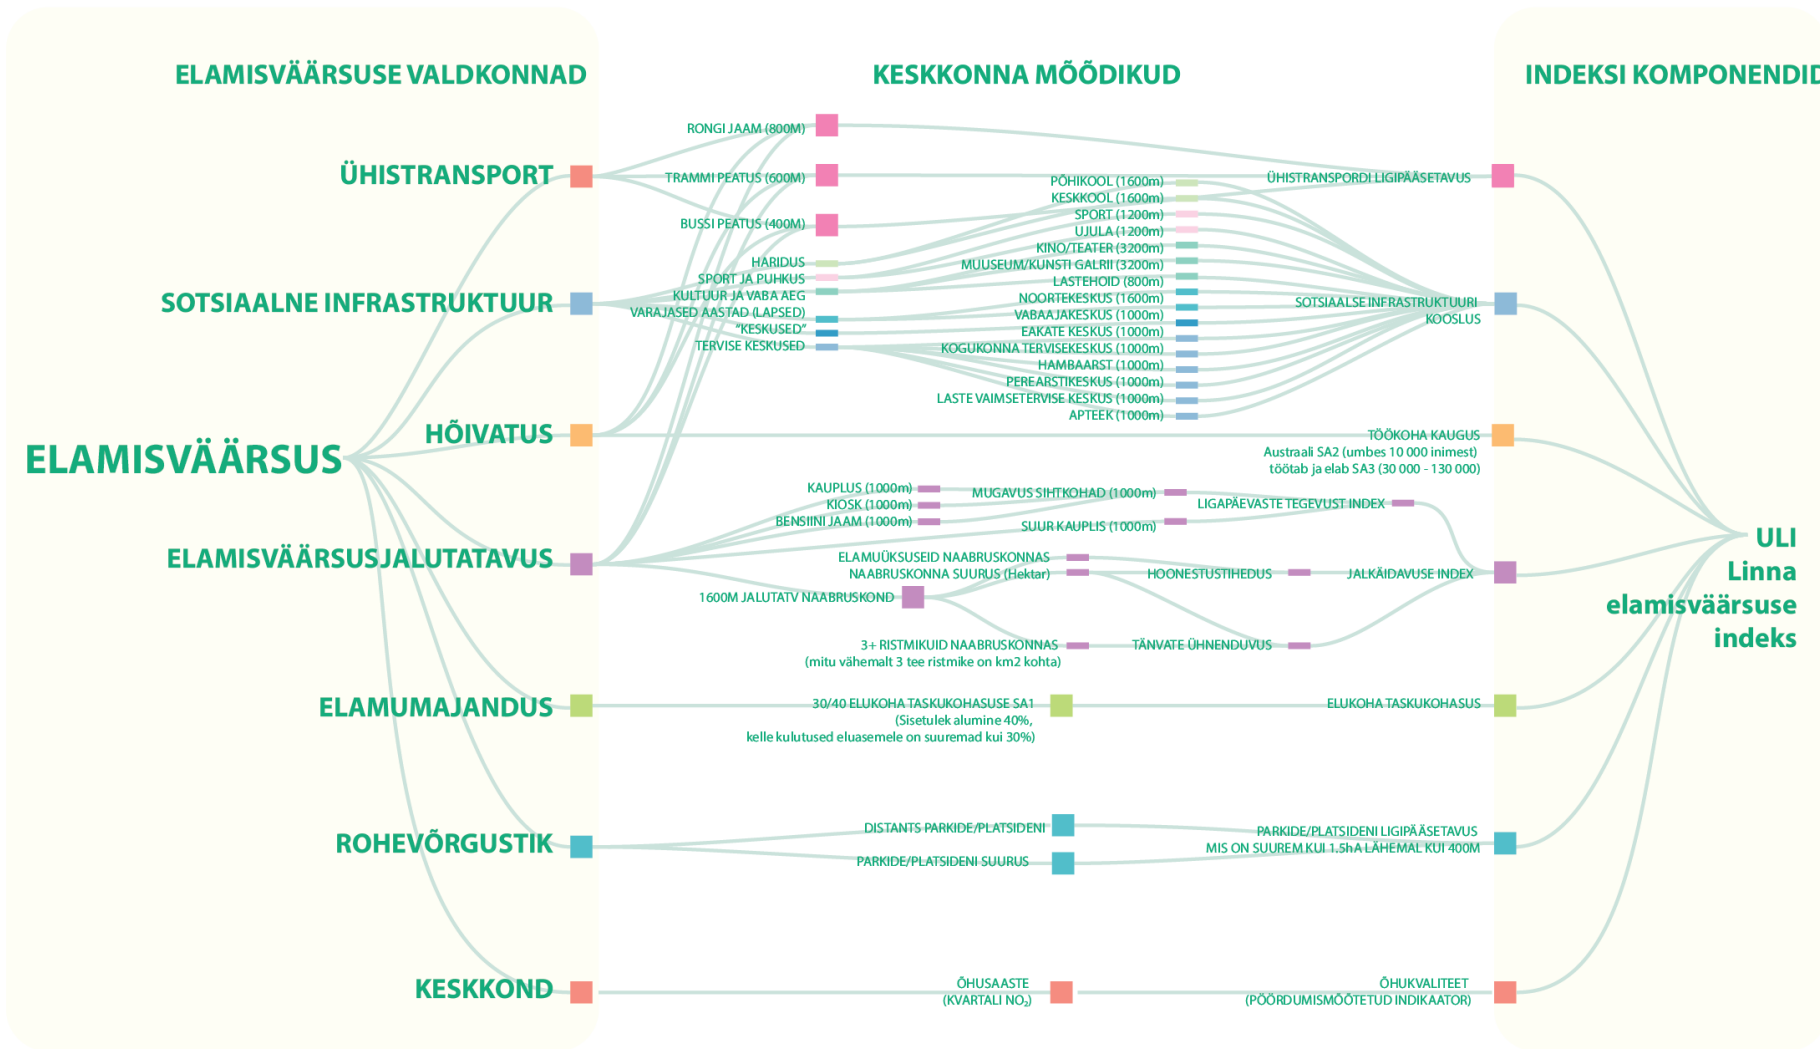 ELAMISVÄÄRSUSE VALDKONNAD
KESKKONNA MÕÕDIKUD
INDEKSI KOMPONENDID
ELAMISVÄÄRSUS
ÜHISTRANSPORT
SOTSIAALNE INFRASTRUKTUUR
HÕIVATUS
ELAMISVÄÄRSUSJALUTATAVUS
ELAMUMAJANDUS
ROHEVÕRGUSTIK
KESKKOND
RONGI JAAM (800M)
TRAMMI PEATUS (600M)
BUSSI PEATUS (400M)
HARIDUS
SPORT JA PUHKUS
KULTUUR JA VABA AEG
VARAJASED AASTAD (LAPSED)
"KESKUSED"
TERVISE KESKUSED
PÕHIKOOL (1600m)
KESKKOOL (1600m)
SPORT (1200m)
UJULA (1200m)
KINO/TEATER (3200m)
MUUSEUM/KUNSTI GALRII (3200m)
LASTEHOID (800m)
NOORTEKESKUS (1600m)
VABAAJAKESKUS (1000m)
EAKATE KESKUS (1000m)
KOGUKONNA TERVISEKESKUS (1000m)
HAMBAARST (1000m)
PEREARSTIKESKUS (1000m)
LASTE VAIMSETERVISE KESKUS (1000m)
APTEEK (1000m)
ÜHISTRANSPORDI LIGIPÄÄSETAVUS
SOTSIAALSE INFRASTRUKTUURI
KOOSLUS
TÖÖKOHA KAUGUS
Austraali SA2 (umbes 10 000 inimest)
töötab ja elab SA3 (30 000 - 130 000)
KAUPLUS (1000m)
KIOSK (1000m)
BENSIINI JAAM (1000m)
MUGAVUS SIHTKOHAD (1000m)
SUUR KAUPLIS (1000m)
LIGAPÄEVASTE TEGEVUST INDEX
ELAMUÜKSUSEID NAABRUSKONNAS
NAABRUSKONNA SUURUS (Hektar)
1600M JALUTATV NAABRUSKOND
HOONESTUSTIHEDUS
JALKÄIDAVUSE INDEX
3+ RISTMIKUID NAABRUSKONNAS
(mitu vähemalt 3 tee ristmike on km2 kohta)
TÄNVATE ÜHNENDUVUS
30/40 ELUKOHA TASKUKOHASUSE SA1
(Sisetulek alumine 40%,
kelle kulutused eluasemele on suuremad kui 30%)
ELUKOHA TASKUKOHASUS
DISTANTS PARKIDE/PLATSIDENI
PARKIDE/PLATSIDENI SUURUS
PARKIDE/PLATSIDENI LIGIPÄÄSETAVUS
MIS ON SUUREM KUI 1.5hA LÄHEMAL KUI 400M
ÕHUSAASTE
(KVARTALI NO₂)
ÕHUKVALITEET
(PÖÖRDUMISMÕÕTETUD INDIKAATOR)
ULI
Linna
elamisväärsuse
indeks